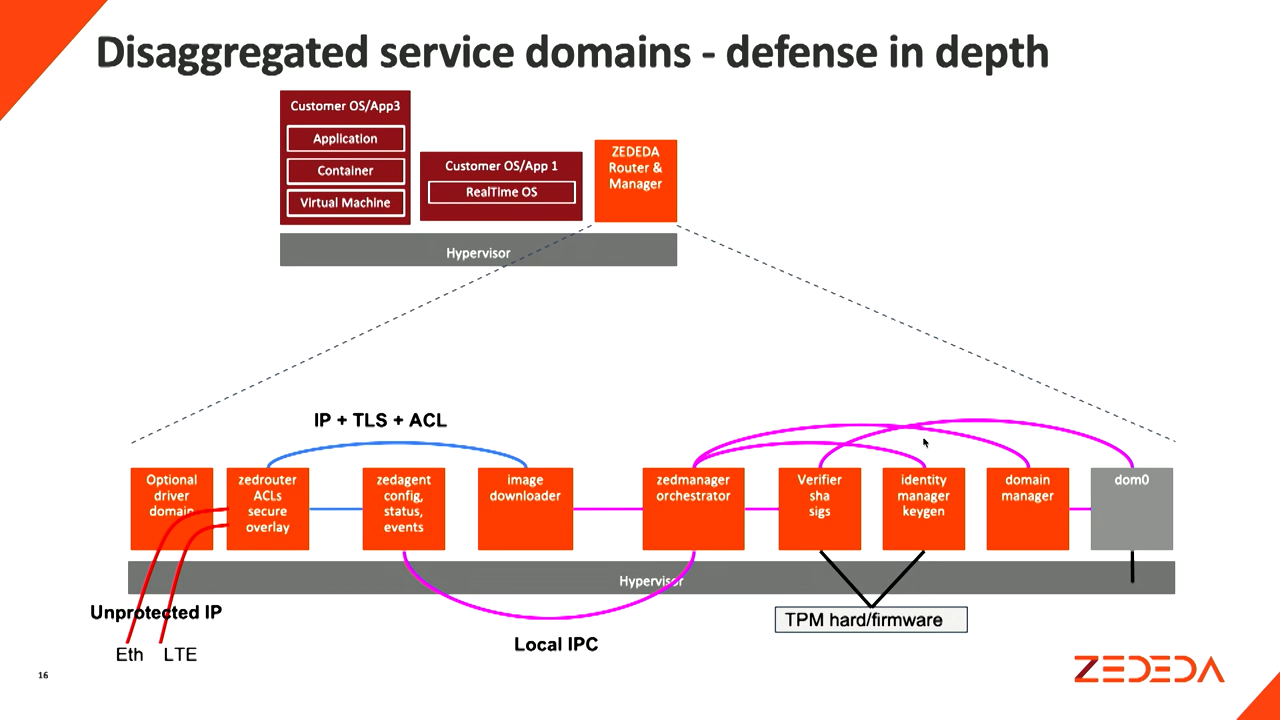 Disaggregated service domains - defense in depth
Customer OS/App3
Application
Container
Virtual Machine
Customer OS/App 1
RealTime OS
ZEDEDA
Router &
Manager
Hypervisor
IP + TLS + ACL
Optional
driver
domain
zedrouter
ACLs
secure
overlay
zedagent
config,
status,
events
image
downloader
zedmanager
orchestrator
Verifier
sha
sigs
identity
manager
keygen
domain
manager
dom0
Hypervisor
Unprotected IP
TPM hard/firmware
Local IPC
Eth
LTE
16
ZEDEDA